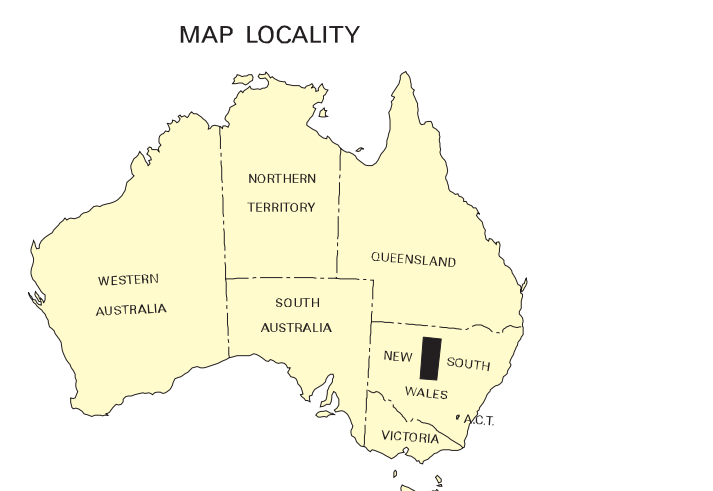 MAP LOCALITY
NORTHERN
TERRITORY
QUEENSLAND
WESTERN
AUSTRALIA
SOUTH
AUSTRALIA
NEW SOUTH
WALES
A.C.T.
VICTORIA